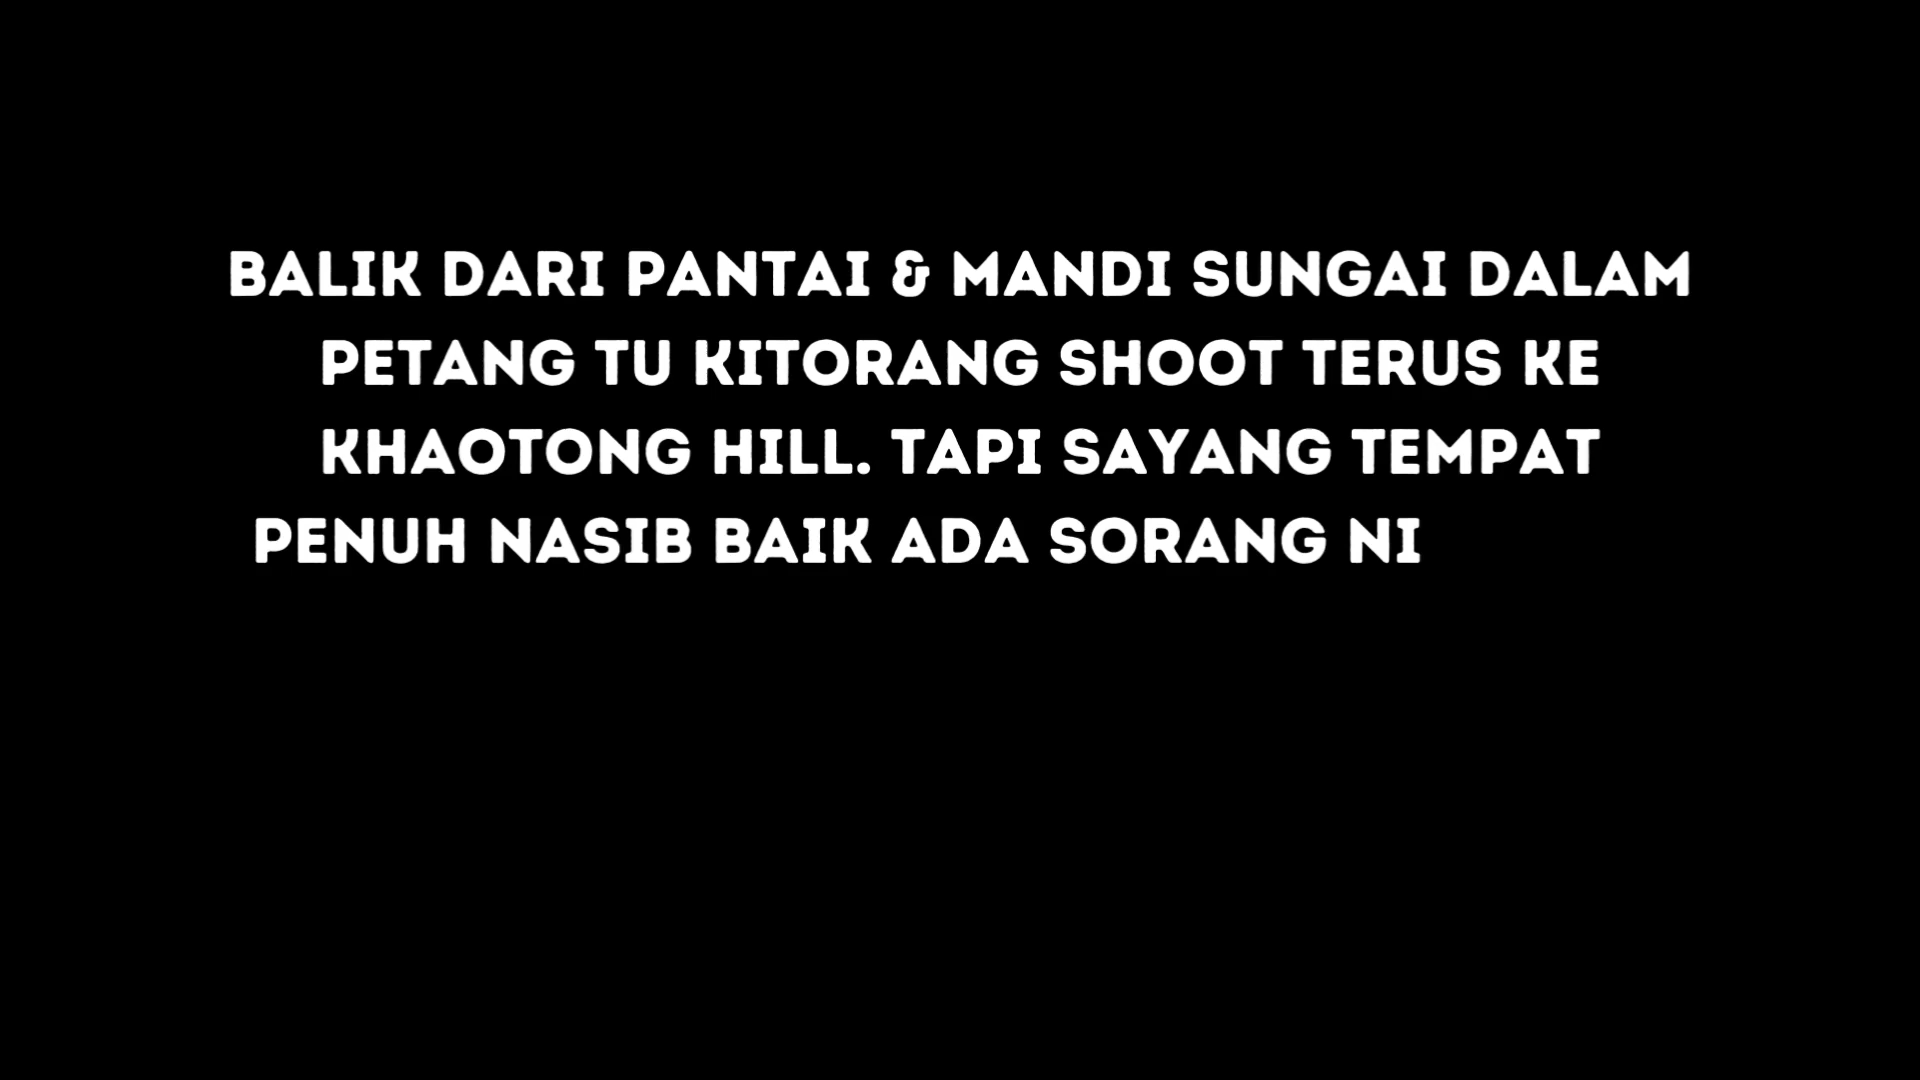 BALIK DARI PANTAI & MANDI SUNGAI DALAM
PETANG TU KITORANG SHOOT TERUS KE
KHAOTONG HILL. TAPI SAYANG TEMPAT
PENUH NASIB BAIK ADA SORANG NI